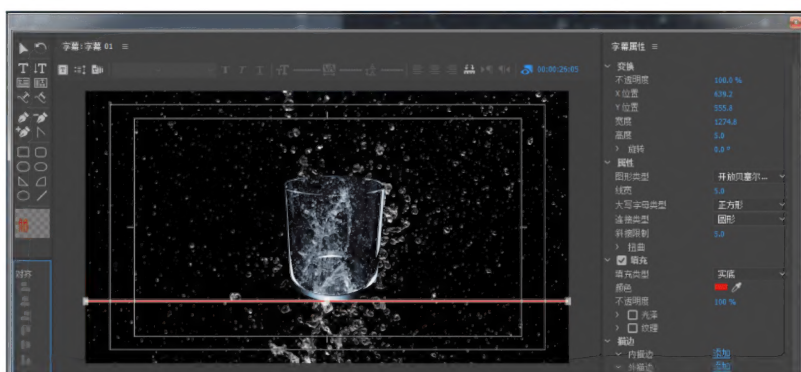 字幕:字幕 01 ≡
00:00:29:05
对齐
字幕属性 ≡
变换
不透明度 100.0 %
X 位置 639.2
Y 位置 555.8
宽度 1274.8
高度 5.0
旋转 0.0 °
属性
图形类型 开放贝塞尔...
线宽 5.0
大写字母类型 正方形
连接类型 圆形
斜接限制 5.0
扭曲
填充
填充类型 实底
颜色
不透明度 100 %
光泽
纹理
描边
内描边 添加
外描边 添加